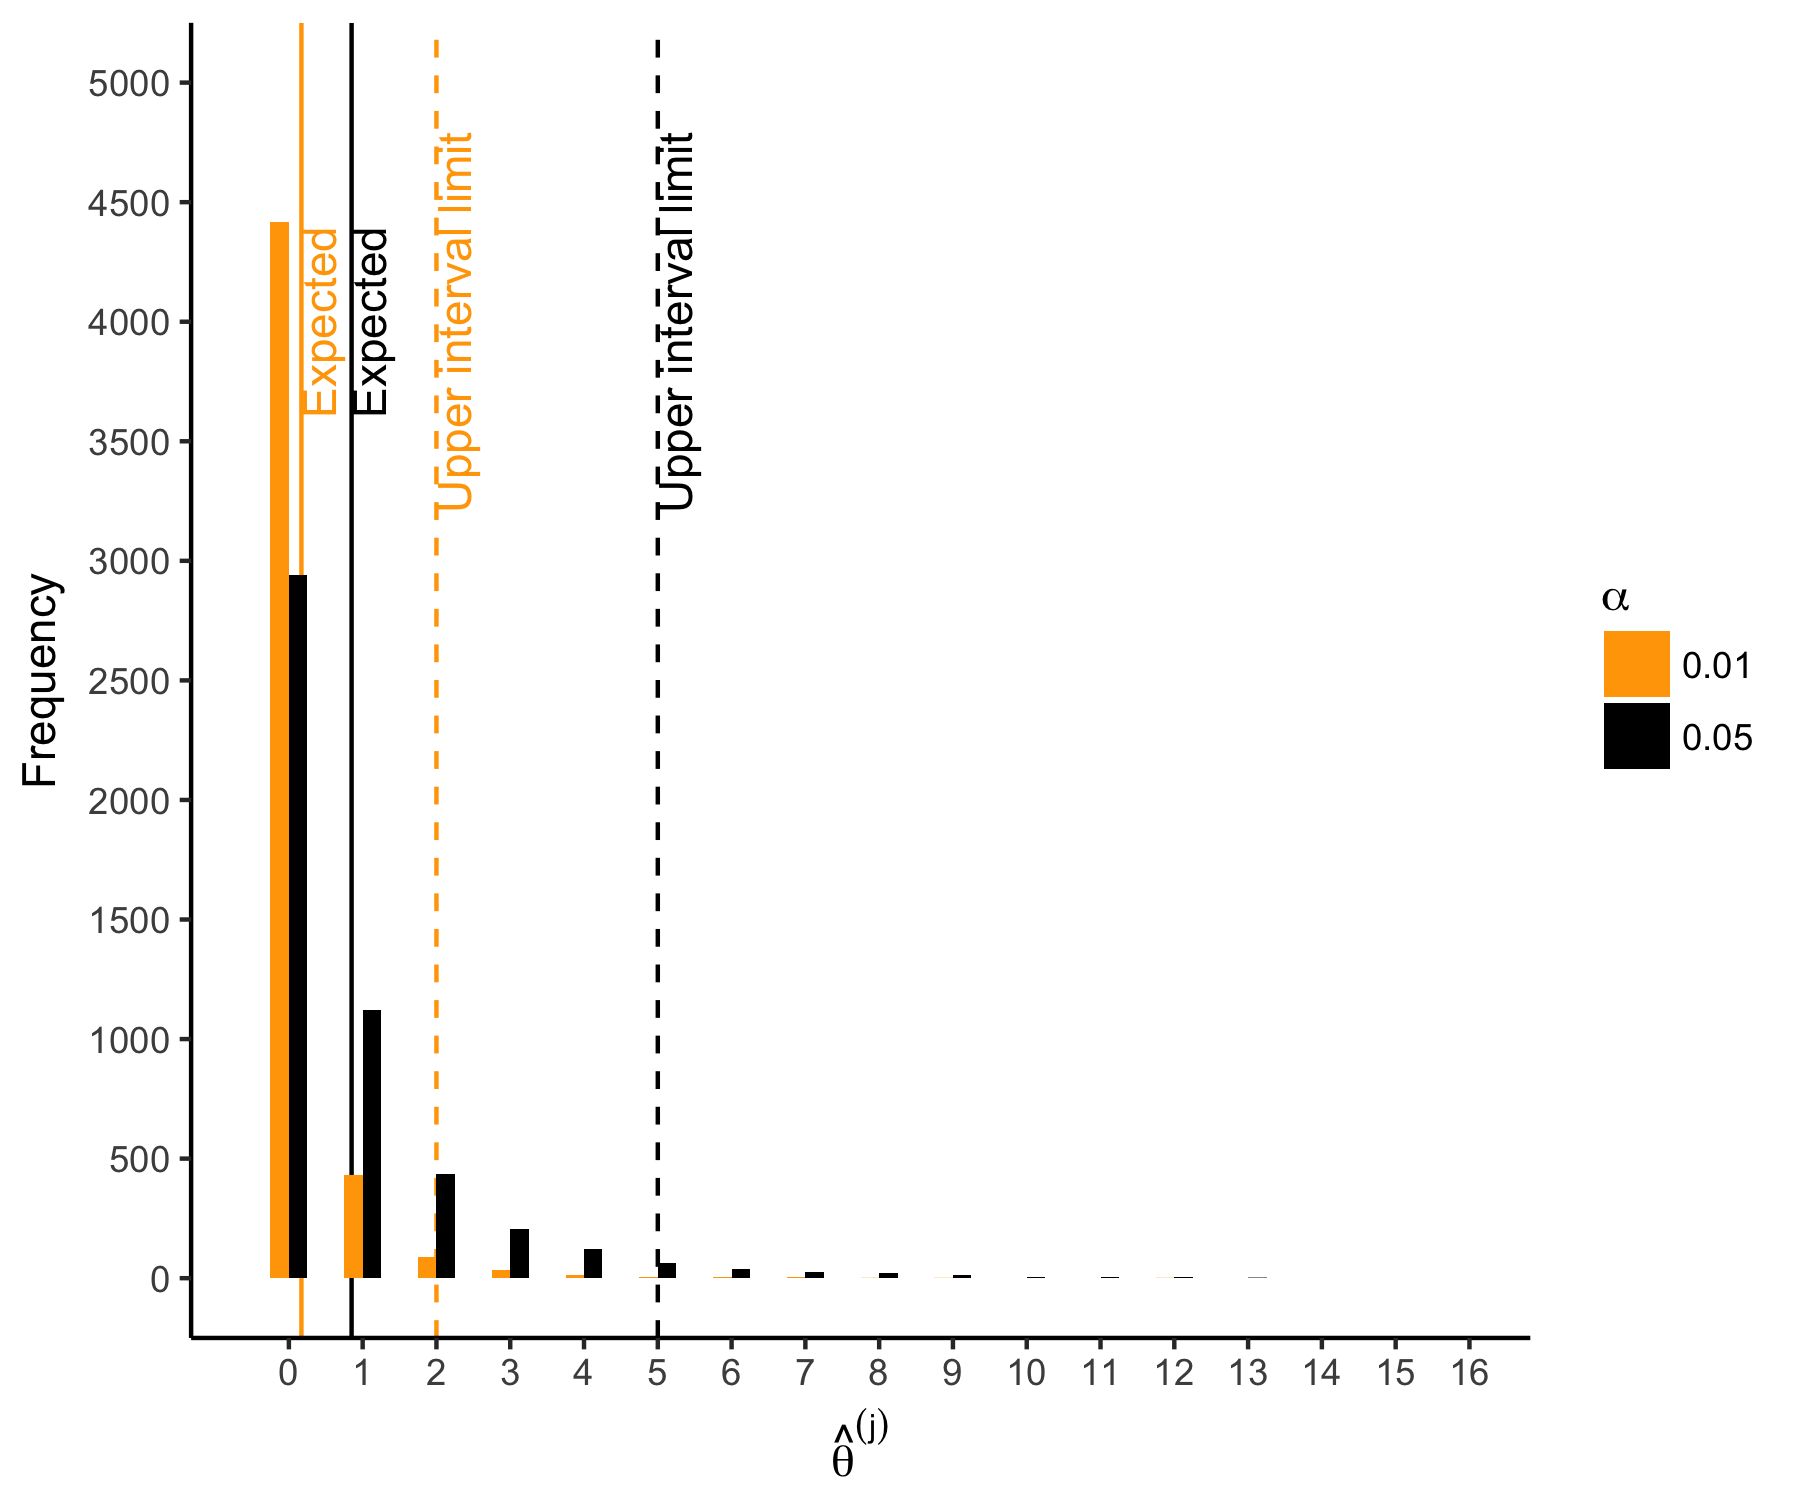 5000
4500
4000
3500
3000
2500
2000
1500
1000
500
0
Frequency
Expected
Expected
Upper interval limit
Upper interval limit
0 1 2 3 4 5 6 7 8 9 10 11 12 13 14 15 16
θ̂^(j)
α
0.01
0.05